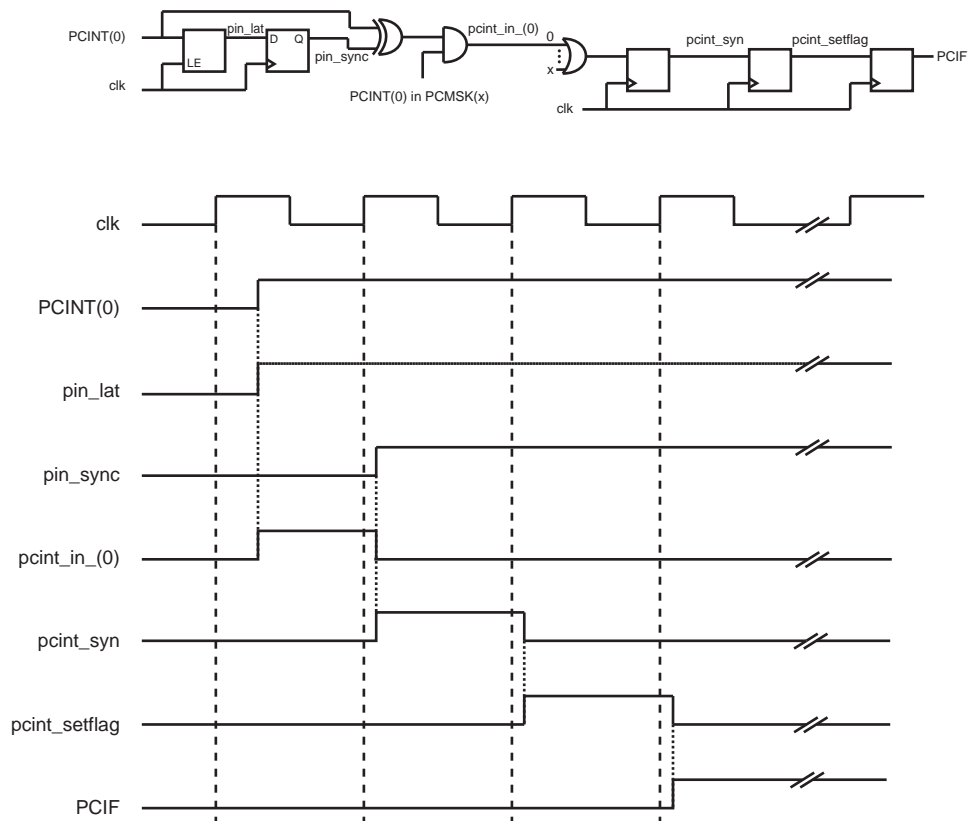 PCINT(0)
pin_lat
D Q
LE
pin_sync
clk
PCINT(0) in PCMSK(x)
pcint_in_(0)
0
x
clk
pcint_syn
pcint_setflag
PCIF
clk
PCINT(0)
pin_lat
pin_sync
pcint_in_(0)
pcint_syn
pcint_setflag
PCIF